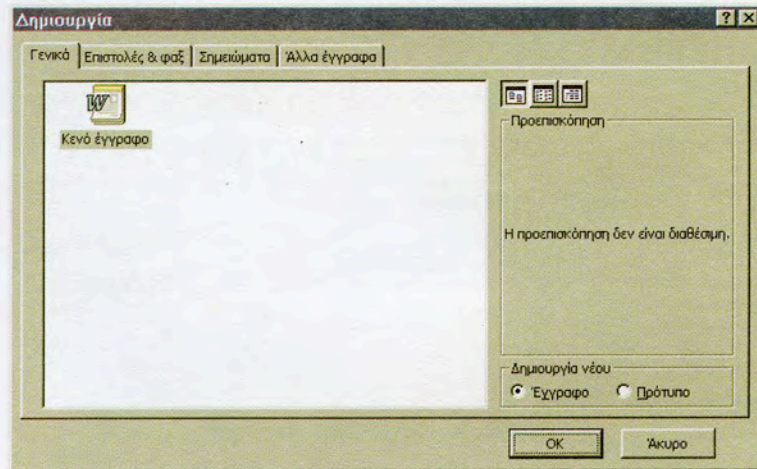 Δημιουργία
Γενικά Επιστολές & φαξ Σημειώματα Άλλα έγγραφα
Κενό έγγραφο
Προεπισκόπηση
Η προεπισκόπηση δεν είναι διαθέσιμη.
Δημιουργία νέου
Έγγραφο Πρότυπο
OK Άκυρο